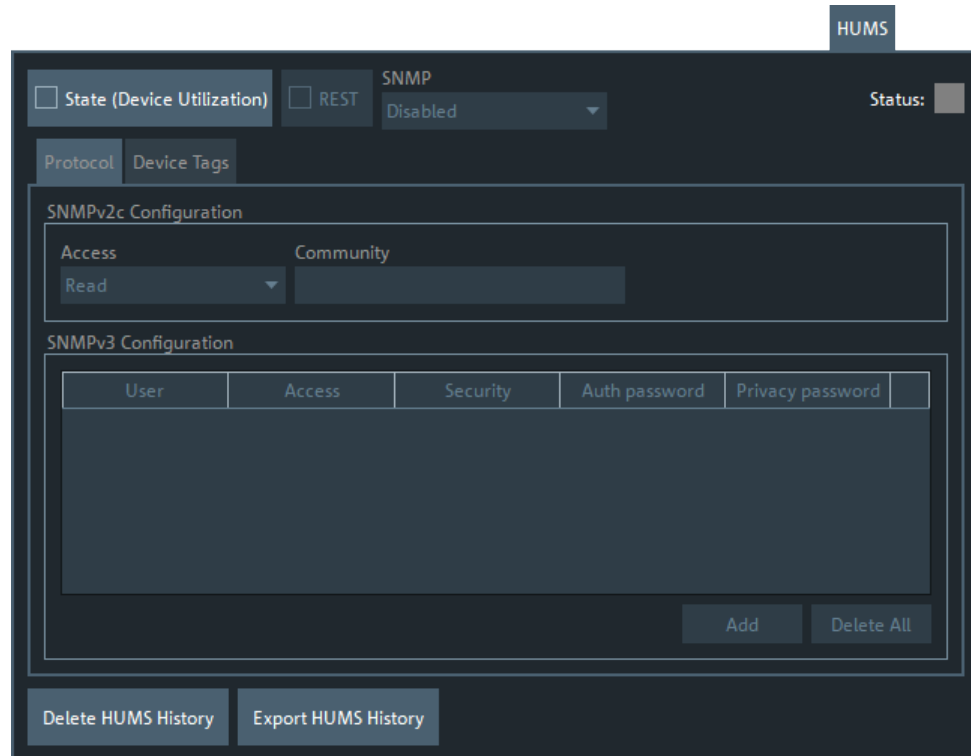 HUMS
State (Device Utilization)
REST
SNMP
Disabled
Status:
Protocol
Device Tags
SNMPv2c Configuration
Access
Community
Read
SNMPv3 Configuration
User
Access
Security
Auth password
Privacy password
Add
Delete All
Delete HUMS History
Export HUMS History